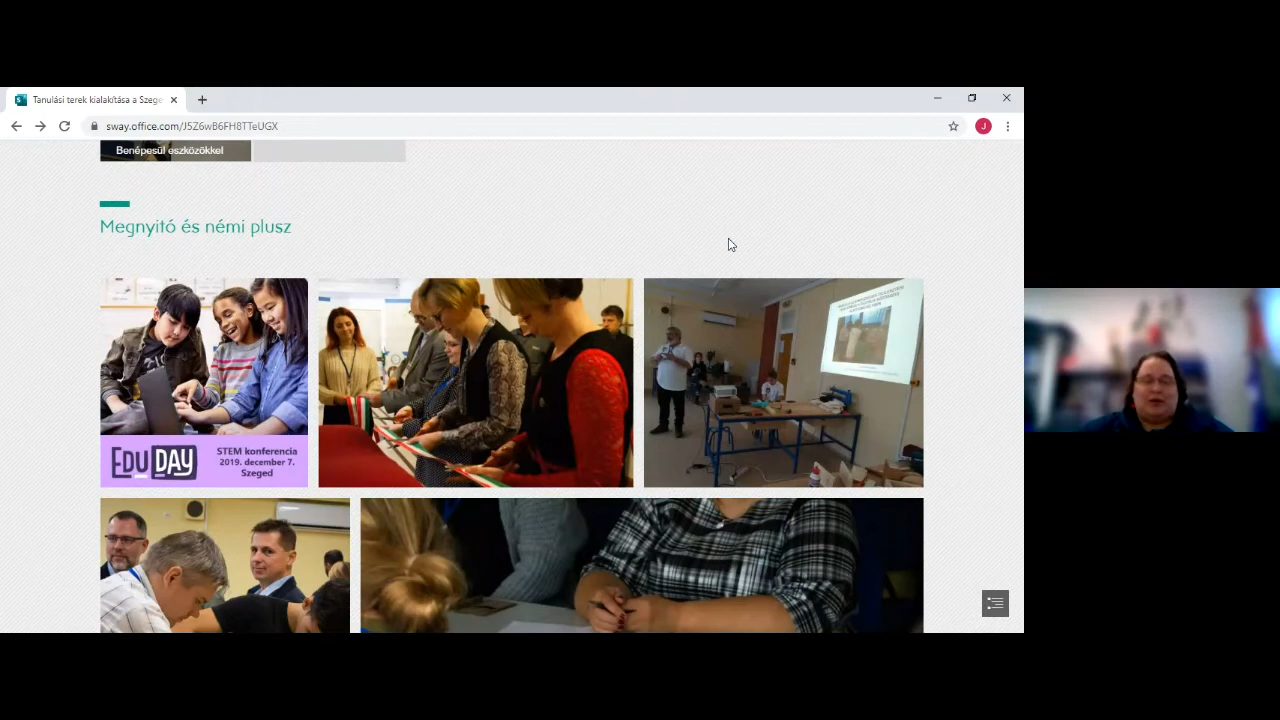 Tanulási terek kialakítása a Szege
sway.office.com/J5Z6wB6FH8TTeUGX
J
Benépesül eszközökkel
Megnyitó és némi plusz
EDU DAY
STEM konferencia
2019. december 7.
Szeged